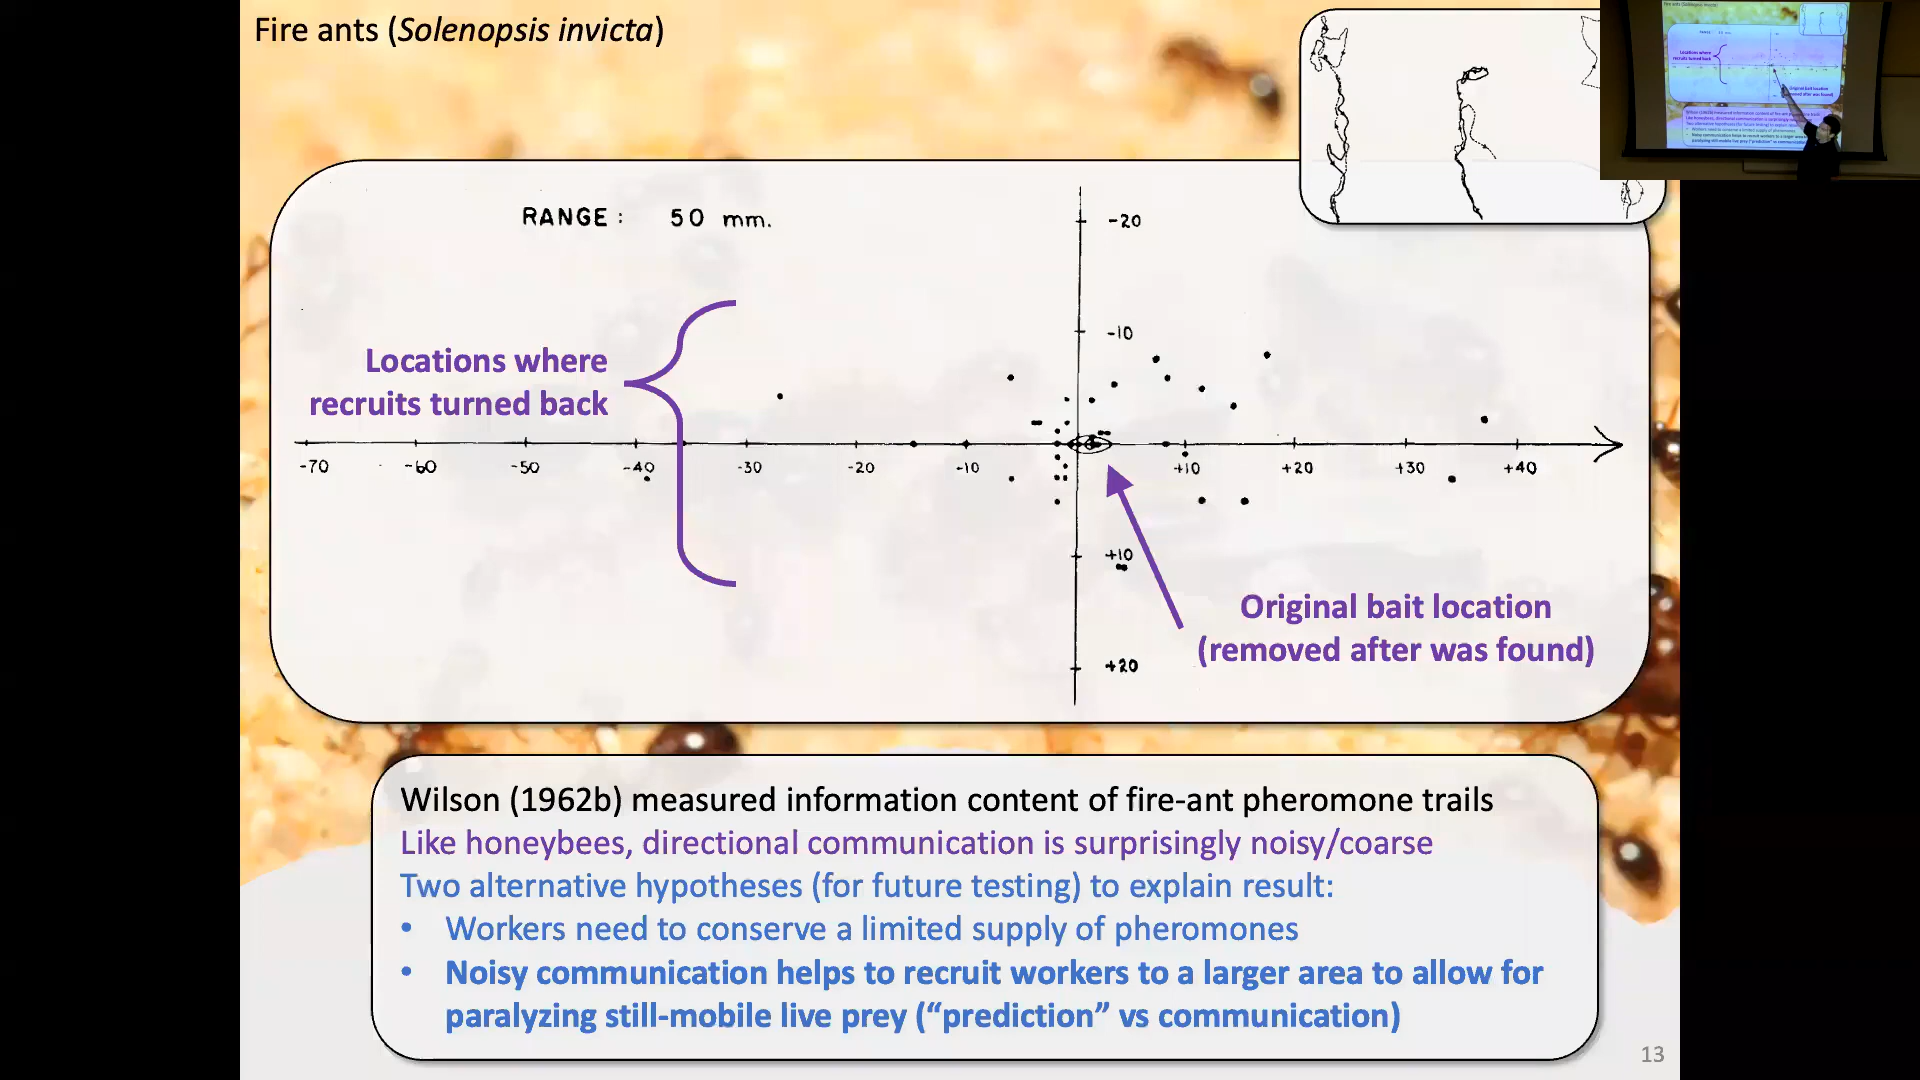 Fire ants (Solenopsis invicta)
RANGE: 50 mm.
-20
-10
Locations where
recruits turned back
-70 -60 -50 -40 -30 -20 -10 +10 +20 +30 +40
+10
+20
Original bait location
(removed after was found)
Wilson (1962b) measured information content of fire-ant pheromone trails
Like honeybees, directional communication is surprisingly noisy/coarse
Two alternative hypotheses (for future testing) to explain result:
• Workers need to conserve a limited supply of pheromones
• Noisy communication helps to recruit workers to a larger area to allow for
paralyzing still-mobile live prey (“prediction” vs communication)
13